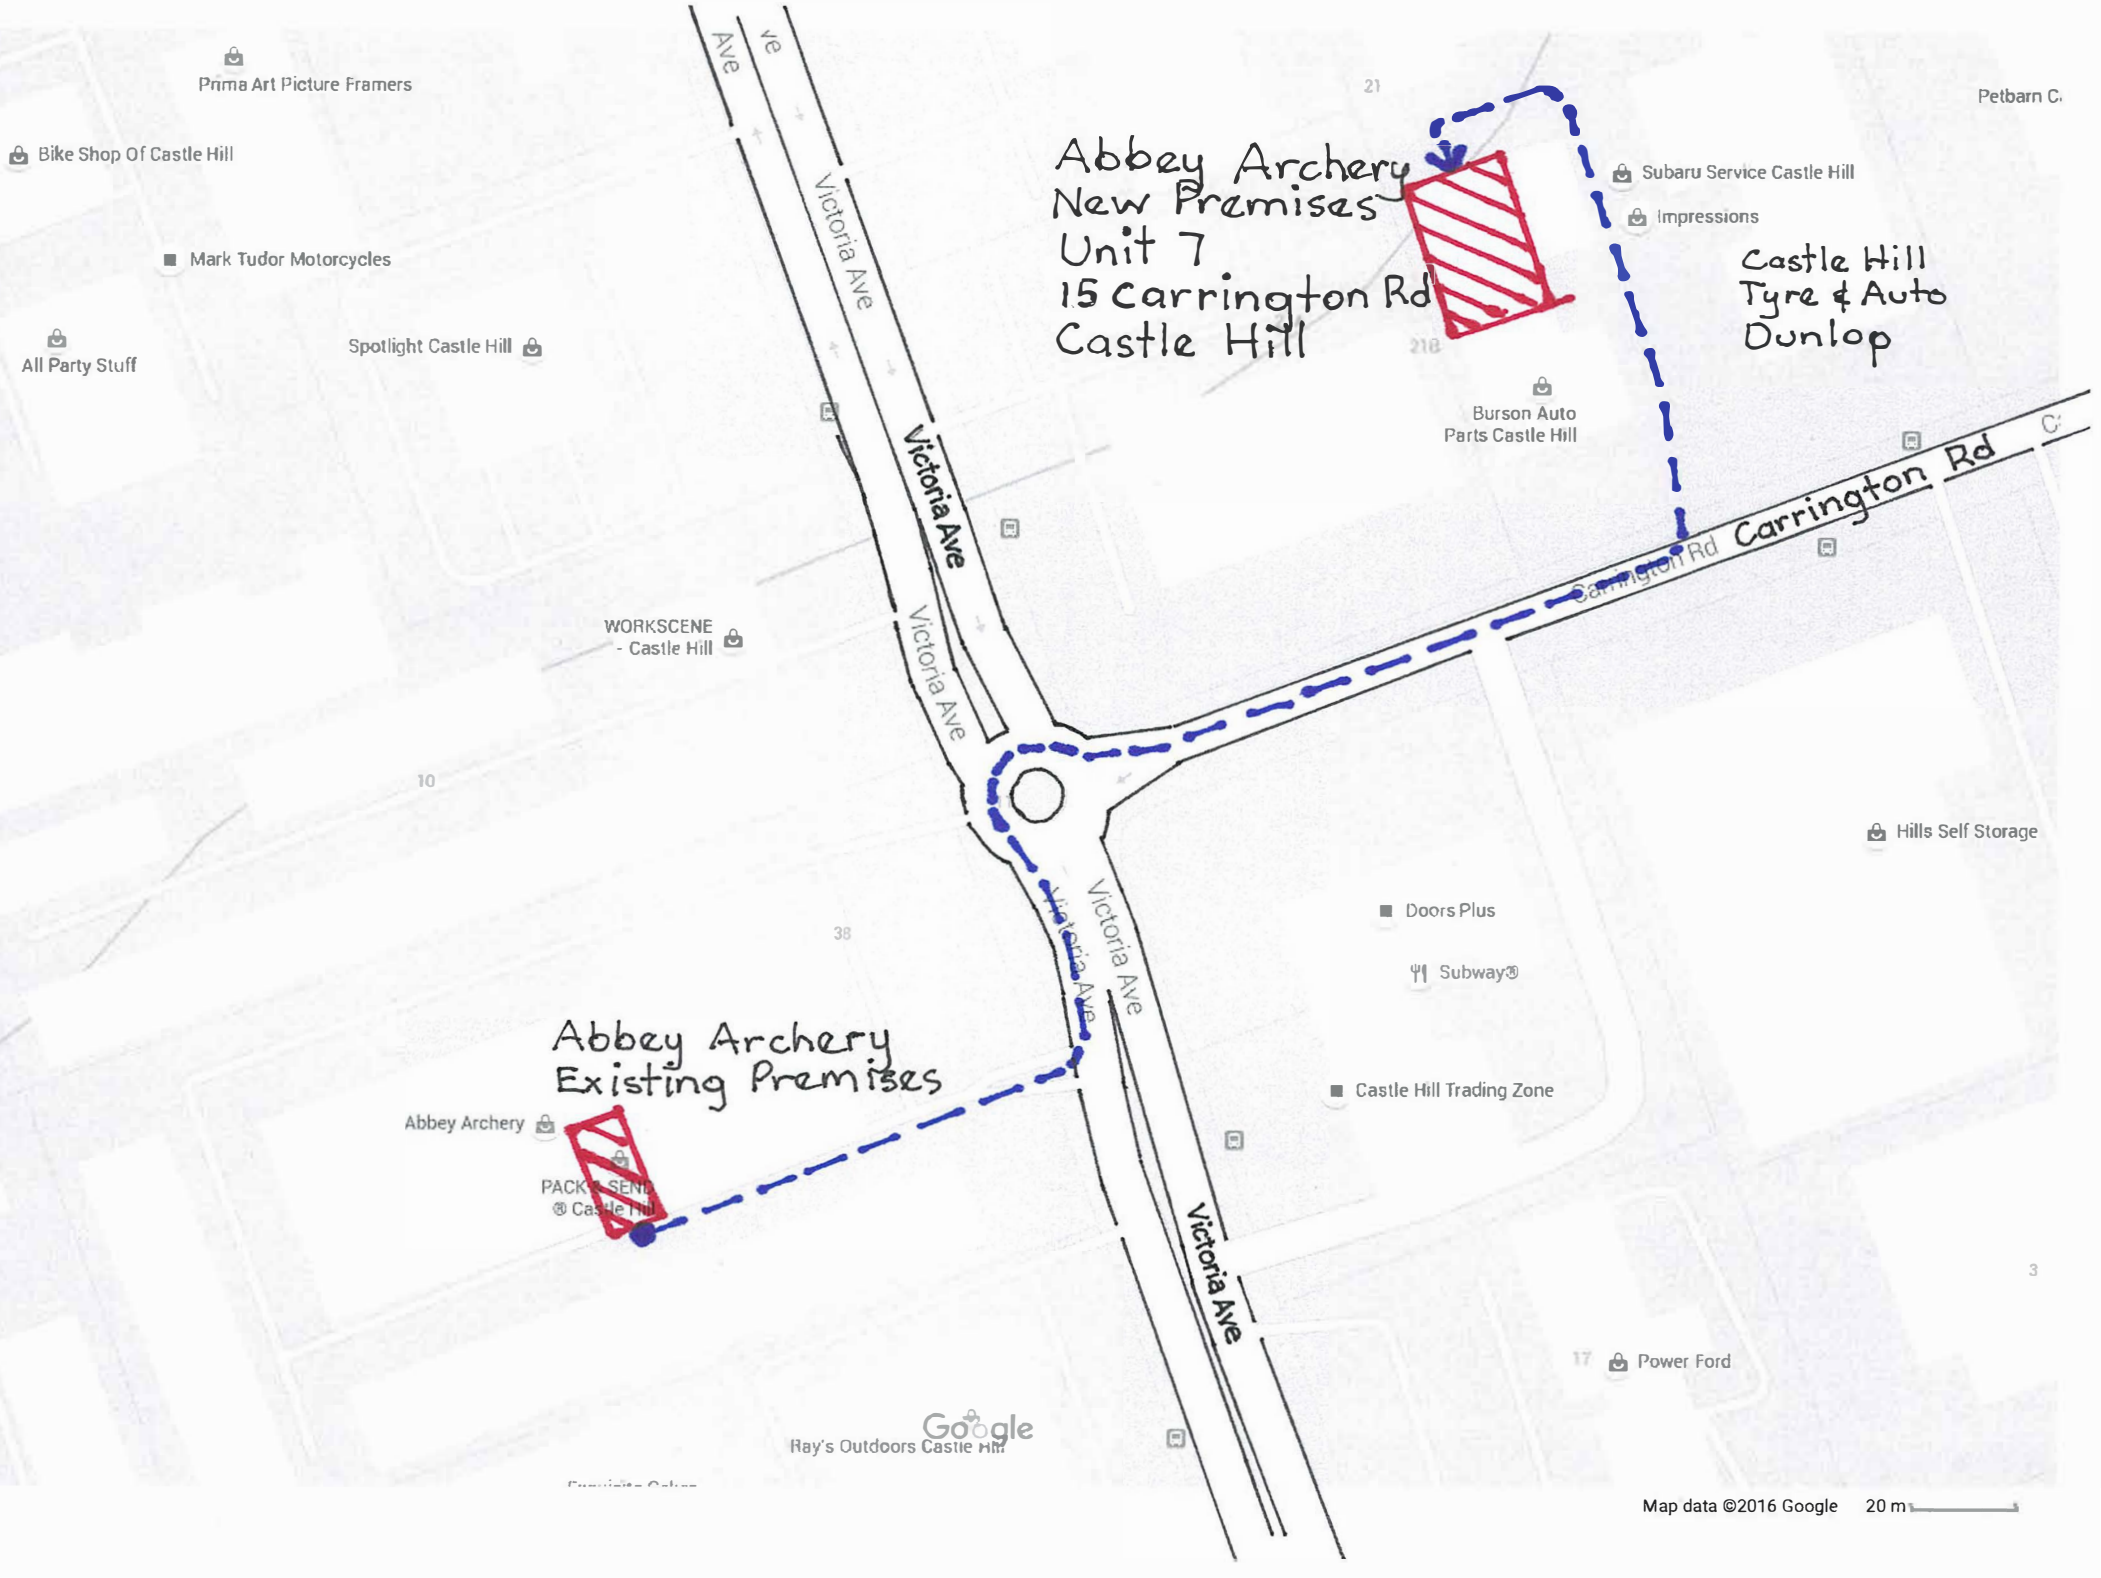 Ave
ve
Prima Art Picture Framers
21
Petbarn C
Bike Shop Of Castle Hill
Abbey Archery
New Premises
Unit 7
15 Carrington Rd
Castle Hill
Subaru Service Castle Hill
Impressions
Victoria Ave
Mark Tudor Motorcycles
Castle Hill
Tyre & Auto
Dunlop
Spotlight Castle Hill
All Party Stuff
21B
Burson Auto
Parts Castle Hill
Victoria Ave
Carrington Rd
Carrington Rd
WORKSCENE
- Castle Hill
Victoria Ave
10
Hills Self Storage
38
Victoria Ave
Victoria Ave
Doors Plus
Subway®
Abbey Archery
Existing Premises
Castle Hill Trading Zone
Abbey Archery
PACK & SEND
® Castle Hill
Victoria Ave
3
17
Power Ford
Google
Ray's Outdoors Castle Hill
Map data ©2016 Google 20 m